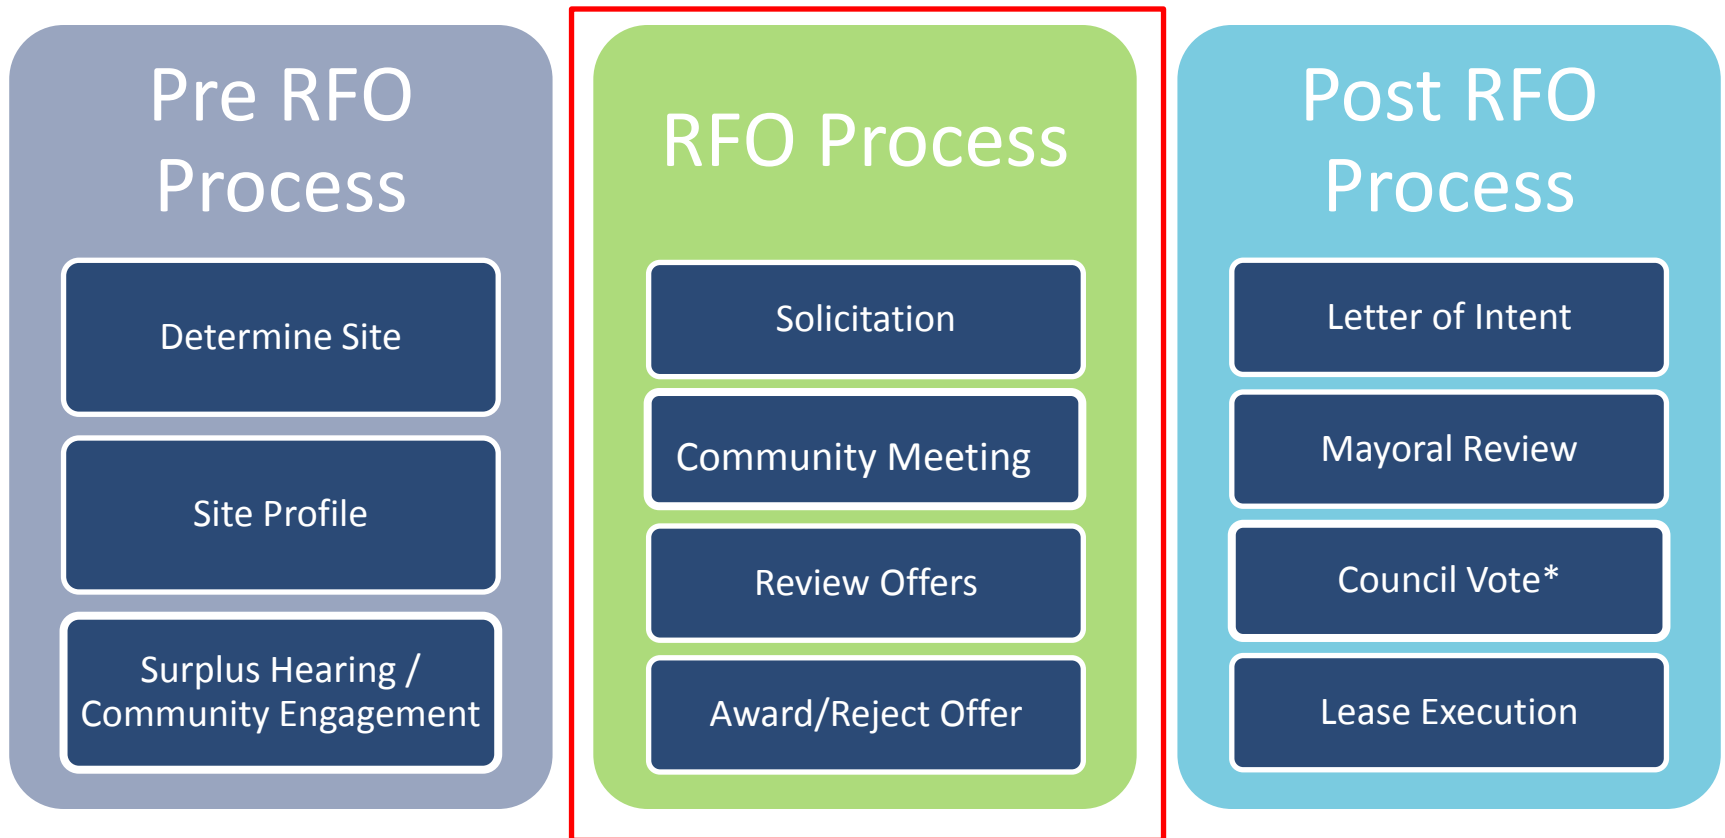 Pre RFO
Process
Determine Site
Site Profile
Surplus Hearing /
Community Engagement
RFO Process
Solicitation
Community Meeting
Review Offers
Award/Reject Offer
Post RFO
Process
Letter of Intent
Mayoral Review
Council Vote*
Lease Execution